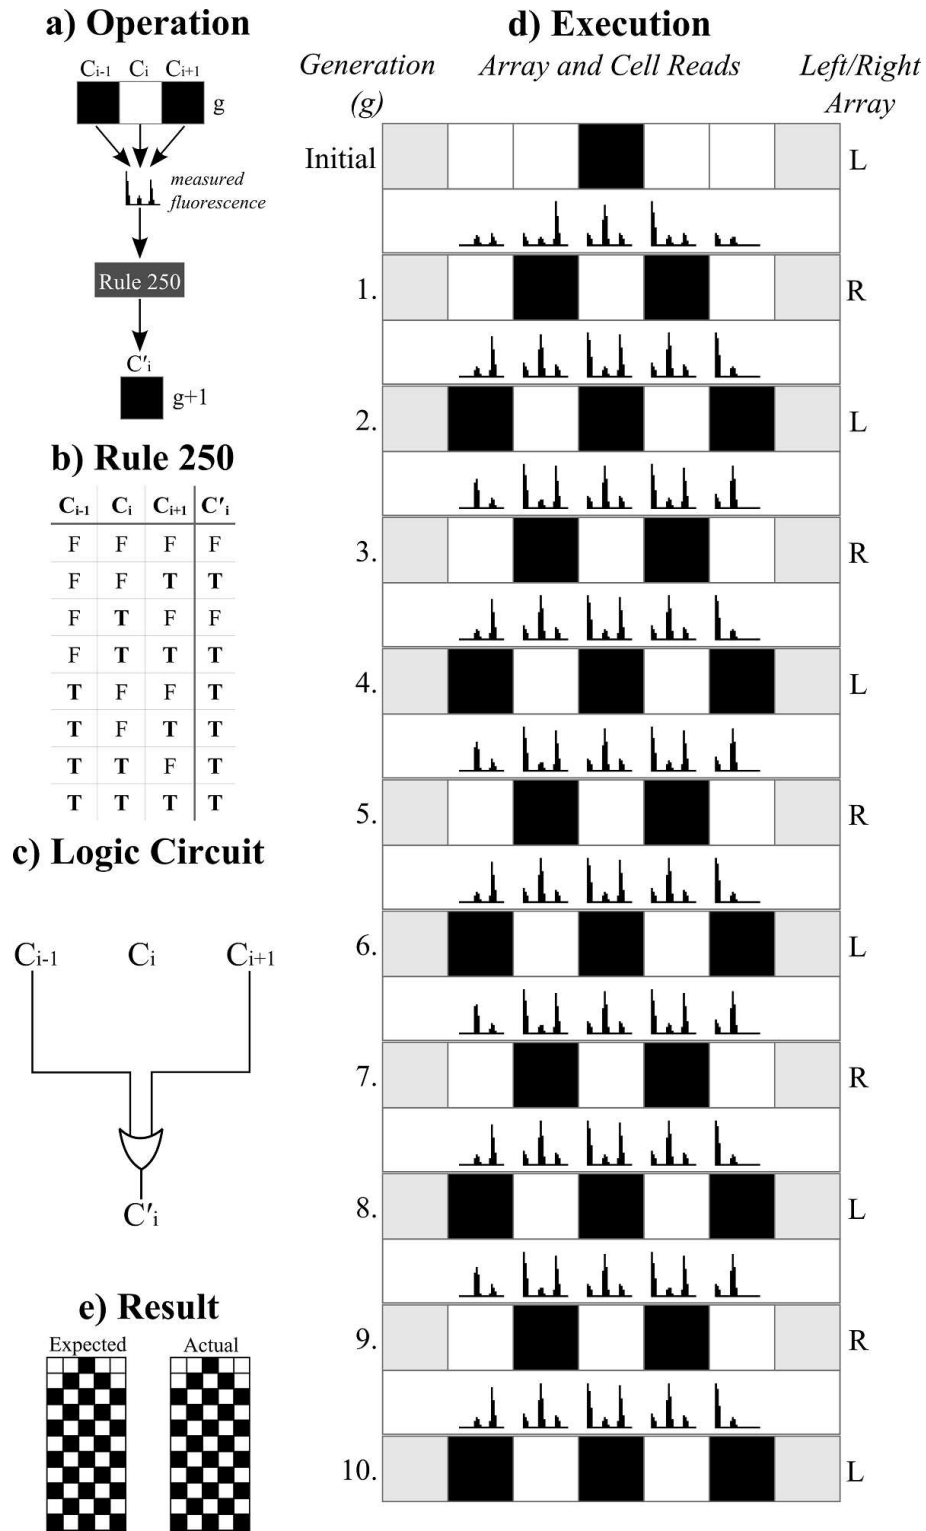 a) Operation
Cᵢ₋₁ Cᵢ Cᵢ₊₁
g
measured
fluorescence
Rule 250
C′ᵢ
g+1
b) Rule 250
Cᵢ₋₁ Cᵢ Cᵢ₊₁ C′ᵢ
F F F F
F F T T
F T F F
F T T T
T F F T
T F T T
T T F T
T T T T
c) Logic Circuit
Cᵢ₋₁ Cᵢ Cᵢ₊₁
C′ᵢ
e) Result
Expected Actual
d) Execution
Generation Array and Cell Reads Left/Right
(g) Array
Initial L
1. R
2. L
3. R
4. L
5. R
6. L
7. R
8. L
9. R
10. L